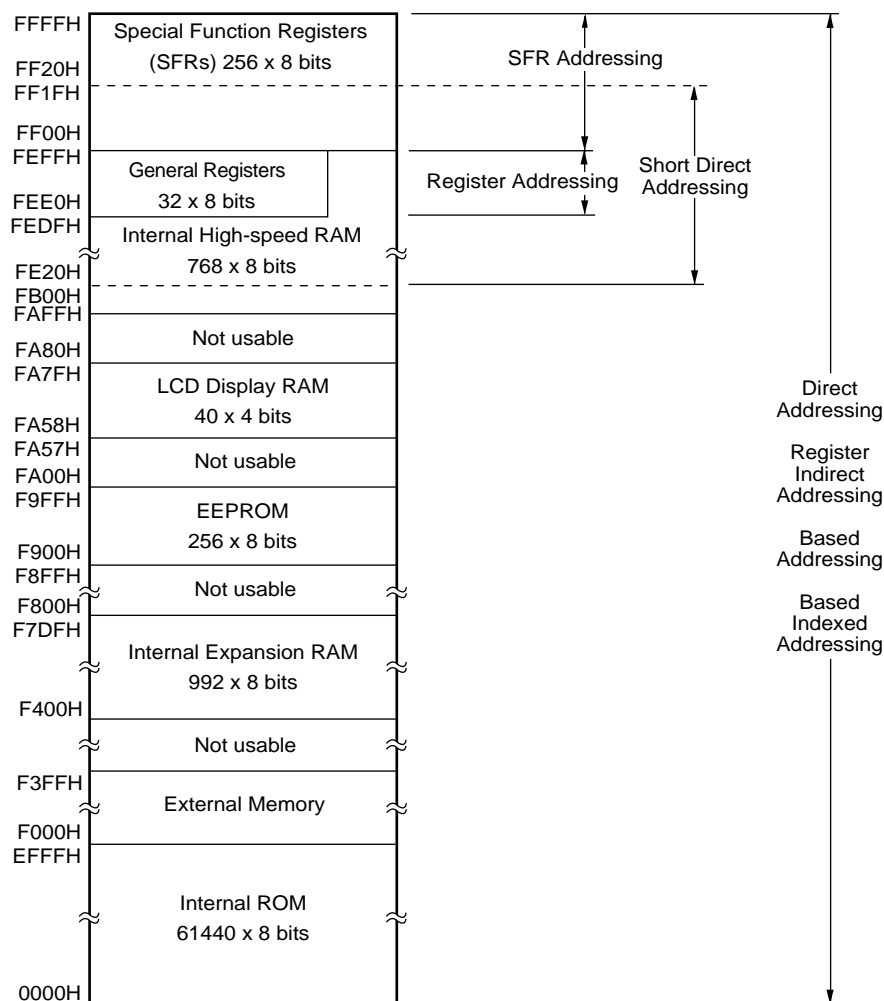 FFFFH
Special Function Registers
(SFRs) 256 x 8 bits
SFR Addressing
FF20H
FF1FH
FF00H
FEFFH
General Registers
32 x 8 bits
Register Addressing
Short Direct
Addressing
FEE0H
FEDFH
Internal High-speed RAM
768 x 8 bits
FE20H
FB00H
FAFFH
Not usable
FA80H
FA7FH
LCD Display RAM
40 x 4 bits
FA58H
FA57H
Not usable
FA00H
F9FFH
EEPROM
256 x 8 bits
F900H
F8FFH
Not usable
F800H
F7DFH
Internal Expansion RAM
992 x 8 bits
F400H
Not usable
F3FFH
External Memory
F000H
EFFFH
Internal ROM
61440 x 8 bits
0000H
Direct
Addressing
Register
Indirect
Addressing
Based
Addressing
Based
Indexed
Addressing